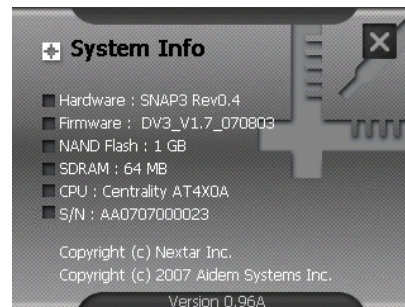 System Info
Hardware : SNAP3 Rev0.4
Firmware : DV3_V1.7_070803
NAND Flash : 1 GB
SDRAM : 64 MB
CPU : Centrality AT4X0A
S/N : AA0707000023
Copyright (c) Nextar Inc.
Copyright (c) 2007 Aidem Systems Inc.
Version 0.96A